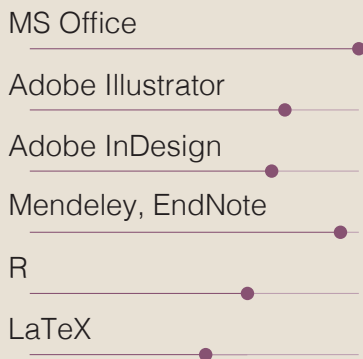 MS Office
Adobe Illustrator
Adobe InDesign
Mendeley, EndNote
R
LaTeX